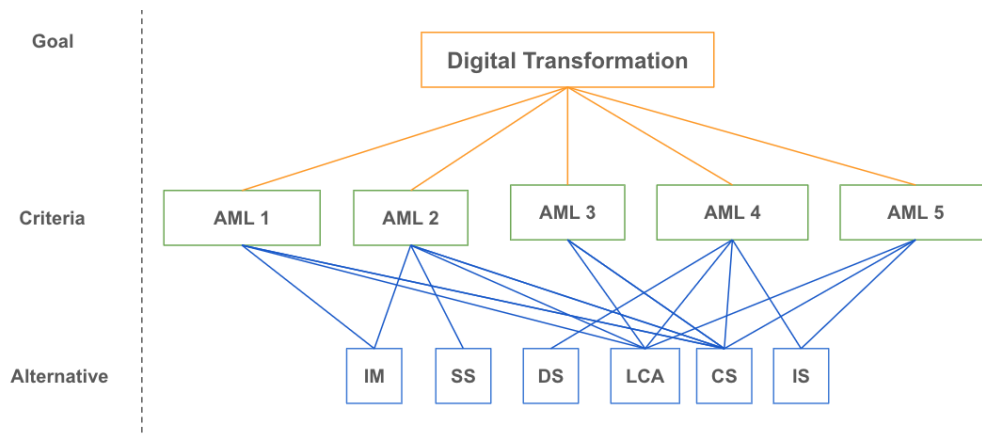 Goal
Digital Transformation
Criteria
AML 1
AML 2
AML 3
AML 4
AML 5
Alternative
IM
SS
DS
LCA
CS
IS